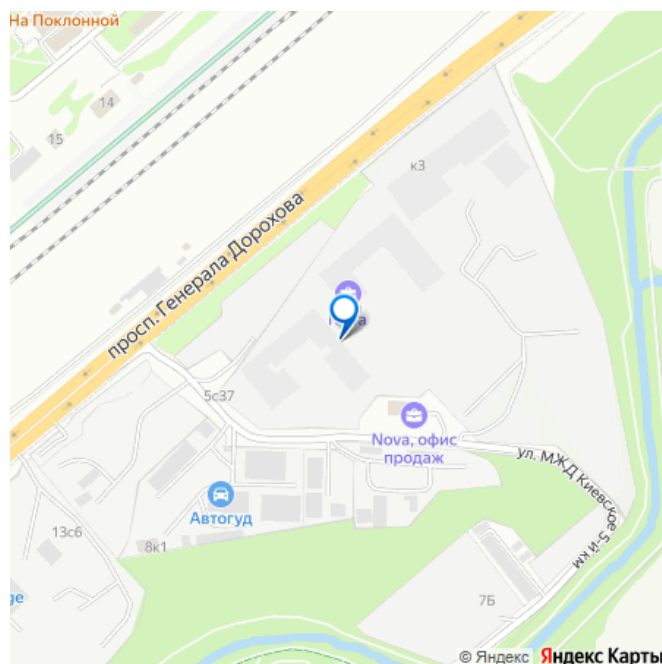 На Поклонной
14
15
к3
просп. Генерала Дорохова
5с37
Nova, офис
продаж
ул. МЖД Киевское 5-й км
Автогуд
13с6
8к1
7Б
© Яндекс Яндекс Карты